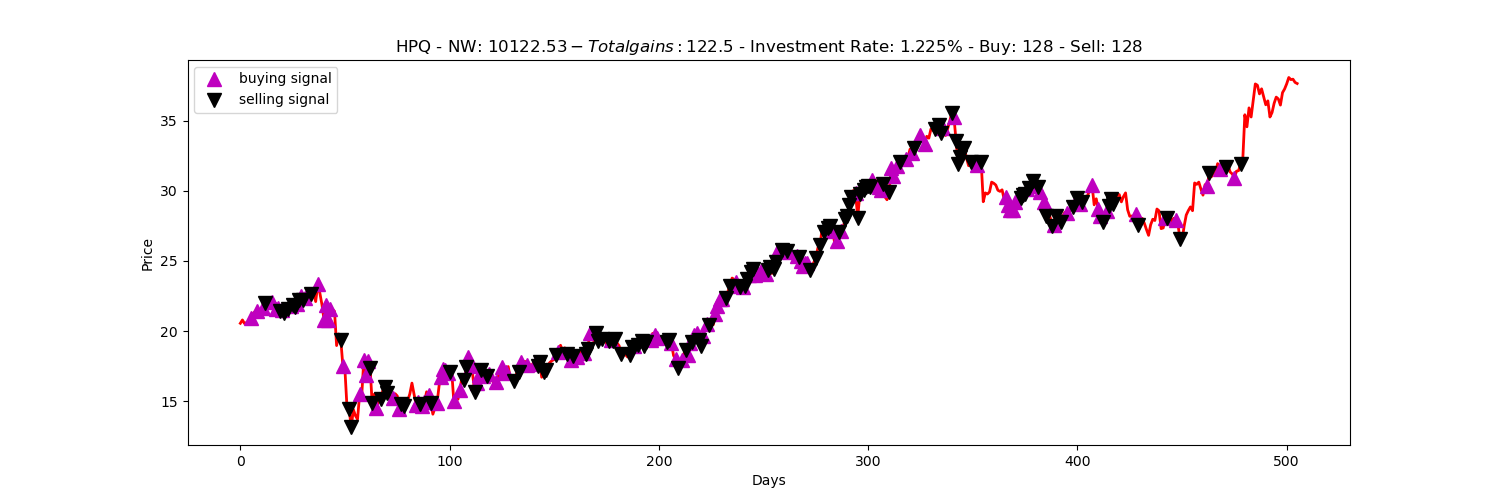 HPQ - NW: 10122.53 - Totalgains : 122.5 - Investment Rate: 1.225% - Buy: 128 - Sell: 128
buying signal
selling signal
Price
35
30
25
20
15
0 100 200 300 400 500
Days